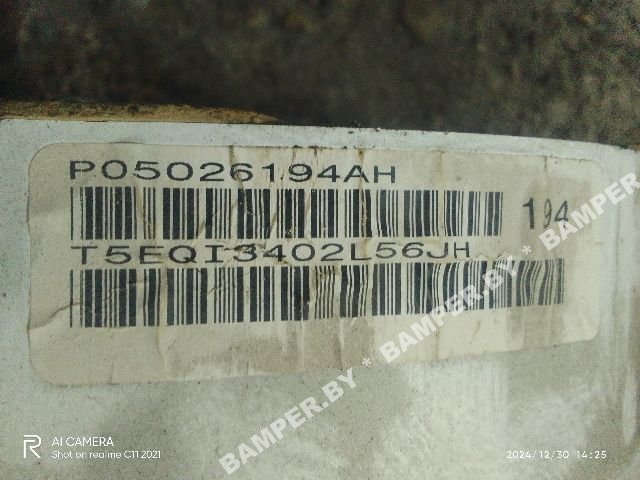 P05026194AH
194
T5EQI3402L56JH
BAMPER.BY * BAMPER.BY * BAMPER.BY
AI CAMERA
Shot on realme C11 2021
2024/12/30 14:25